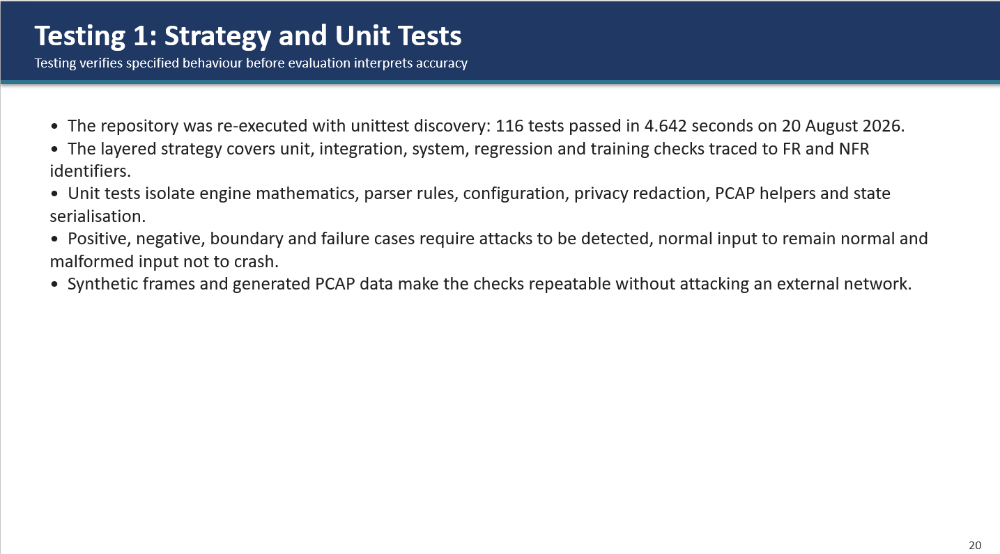 Testing 1: Strategy and Unit Tests
Testing verifies specified behaviour before evaluation interprets accuracy
• The repository was re-executed with unittest discovery: 116 tests passed in 4.642 seconds on 20 August 2026.
• The layered strategy covers unit, integration, system, regression and training checks traced to FR and NFR
identifiers.
• Unit tests isolate engine mathematics, parser rules, configuration, privacy redaction, PCAP helpers and state
serialisation.
• Positive, negative, boundary and failure cases require attacks to be detected, normal input to remain normal and
malformed input not to crash.
• Synthetic frames and generated PCAP data make the checks repeatable without attacking an external network.
20